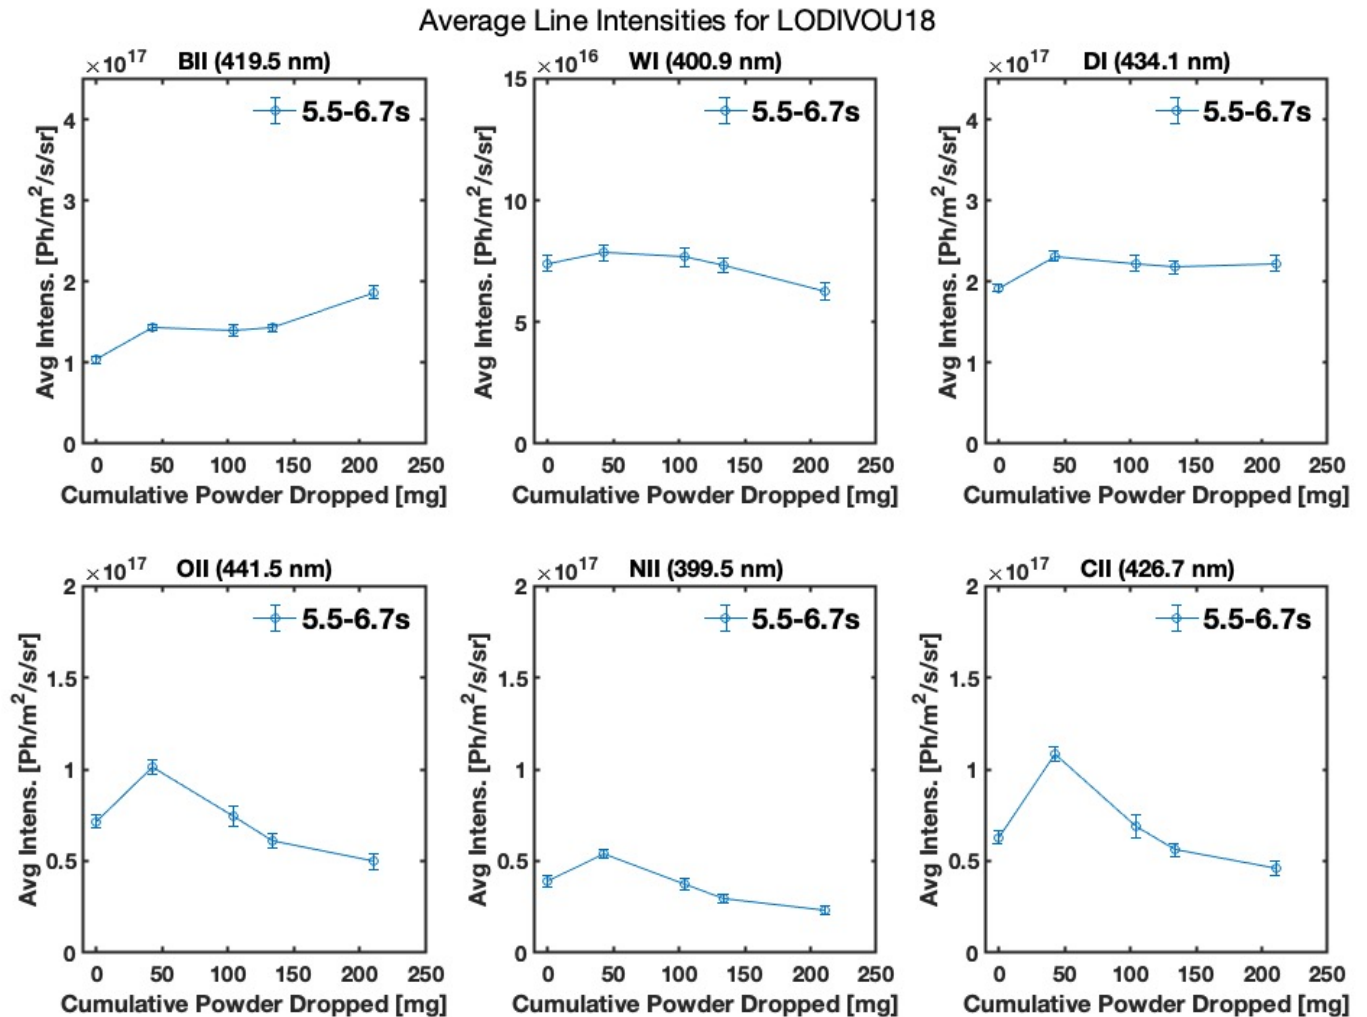 Average Line Intensities for LODIVOU18
×10^17 BII (419.5 nm)
5.5-6.7s
Avg Intens. [Ph/m^2/s/sr]
4
3
2
1
0
0 50 100 150 200 250
Cumulative Powder Dropped [mg]
×10^16 WI (400.9 nm)
5.5-6.7s
Avg Intens. [Ph/m^2/s/sr]
15
10
5
0
0 50 100 150 200 250
Cumulative Powder Dropped [mg]
×10^17 DI (434.1 nm)
5.5-6.7s
Avg Intens. [Ph/m^2/s/sr]
4
3
2
1
0
0 50 100 150 200 250
Cumulative Powder Dropped [mg]
×10^17 OII (441.5 nm)
5.5-6.7s
Avg Intens. [Ph/m^2/s/sr]
2
1.5
1
0.5
0
0 50 100 150 200 250
Cumulative Powder Dropped [mg]
×10^17 NII (399.5 nm)
5.5-6.7s
Avg Intens. [Ph/m^2/s/sr]
2
1.5
1
0.5
0
0 50 100 150 200 250
Cumulative Powder Dropped [mg]
×10^17 CII (426.7 nm)
5.5-6.7s
Avg Intens. [Ph/m^2/s/sr]
2
1.5
1
0.5
0
0 50 100 150 200 250
Cumulative Powder Dropped [mg]